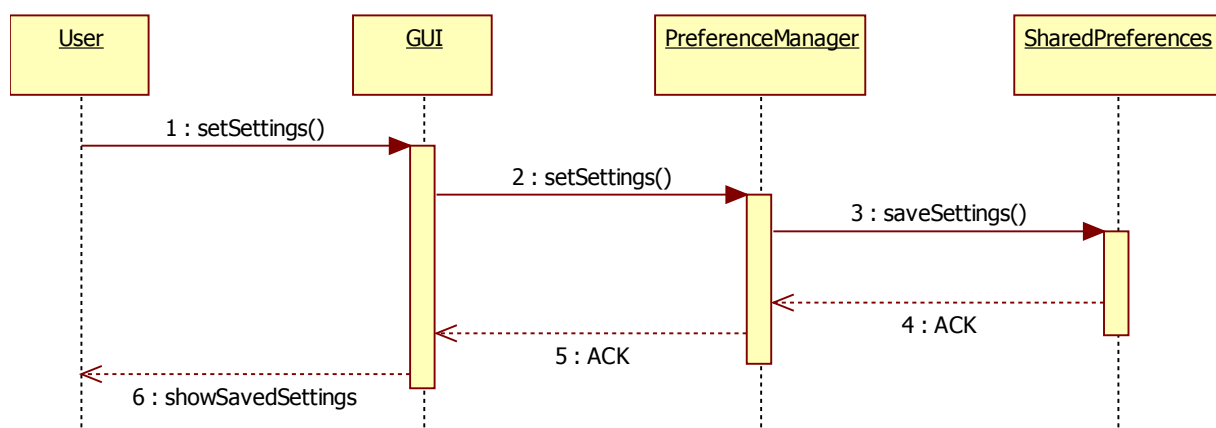 User
GUI
PreferenceManager
SharedPreferences
1 : setSettings()
2 : setSettings()
3 : saveSettings()
4 : ACK
5 : ACK
6 : showSavedSettings